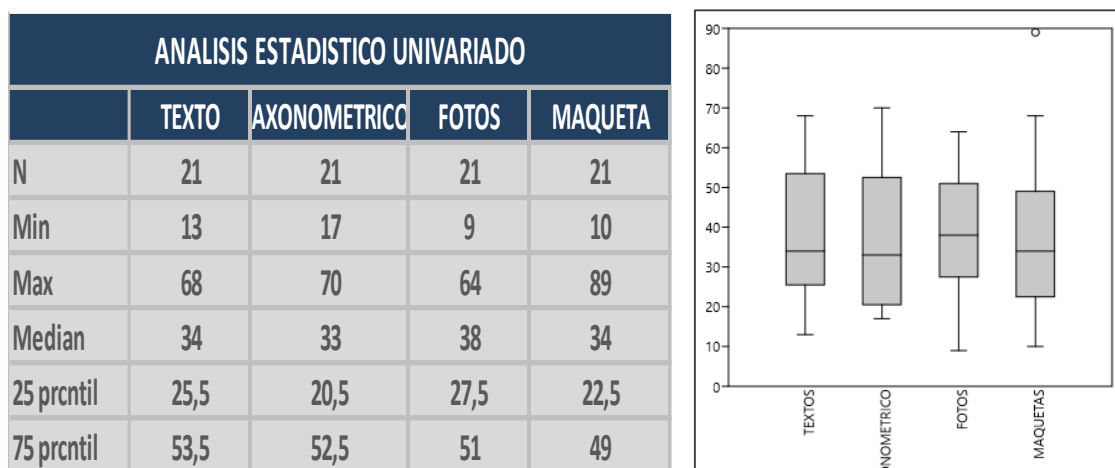 ANALISIS ESTADISTICO UNIVARIADO
TEXTO AXONOMETRICO FOTOS MAQUETA
N 21 21 21 21
Min 13 17 9 10
Max 68 70 64 89
Median 34 33 38 34
25 prcntil 25,5 20,5 27,5 22,5
75 prcntil 53,5 52,5 51 49
90
80
70
60
50
40
30
20
10
0
TEXTOS
ONOMETRICO
FOTOS
MAQUETAS